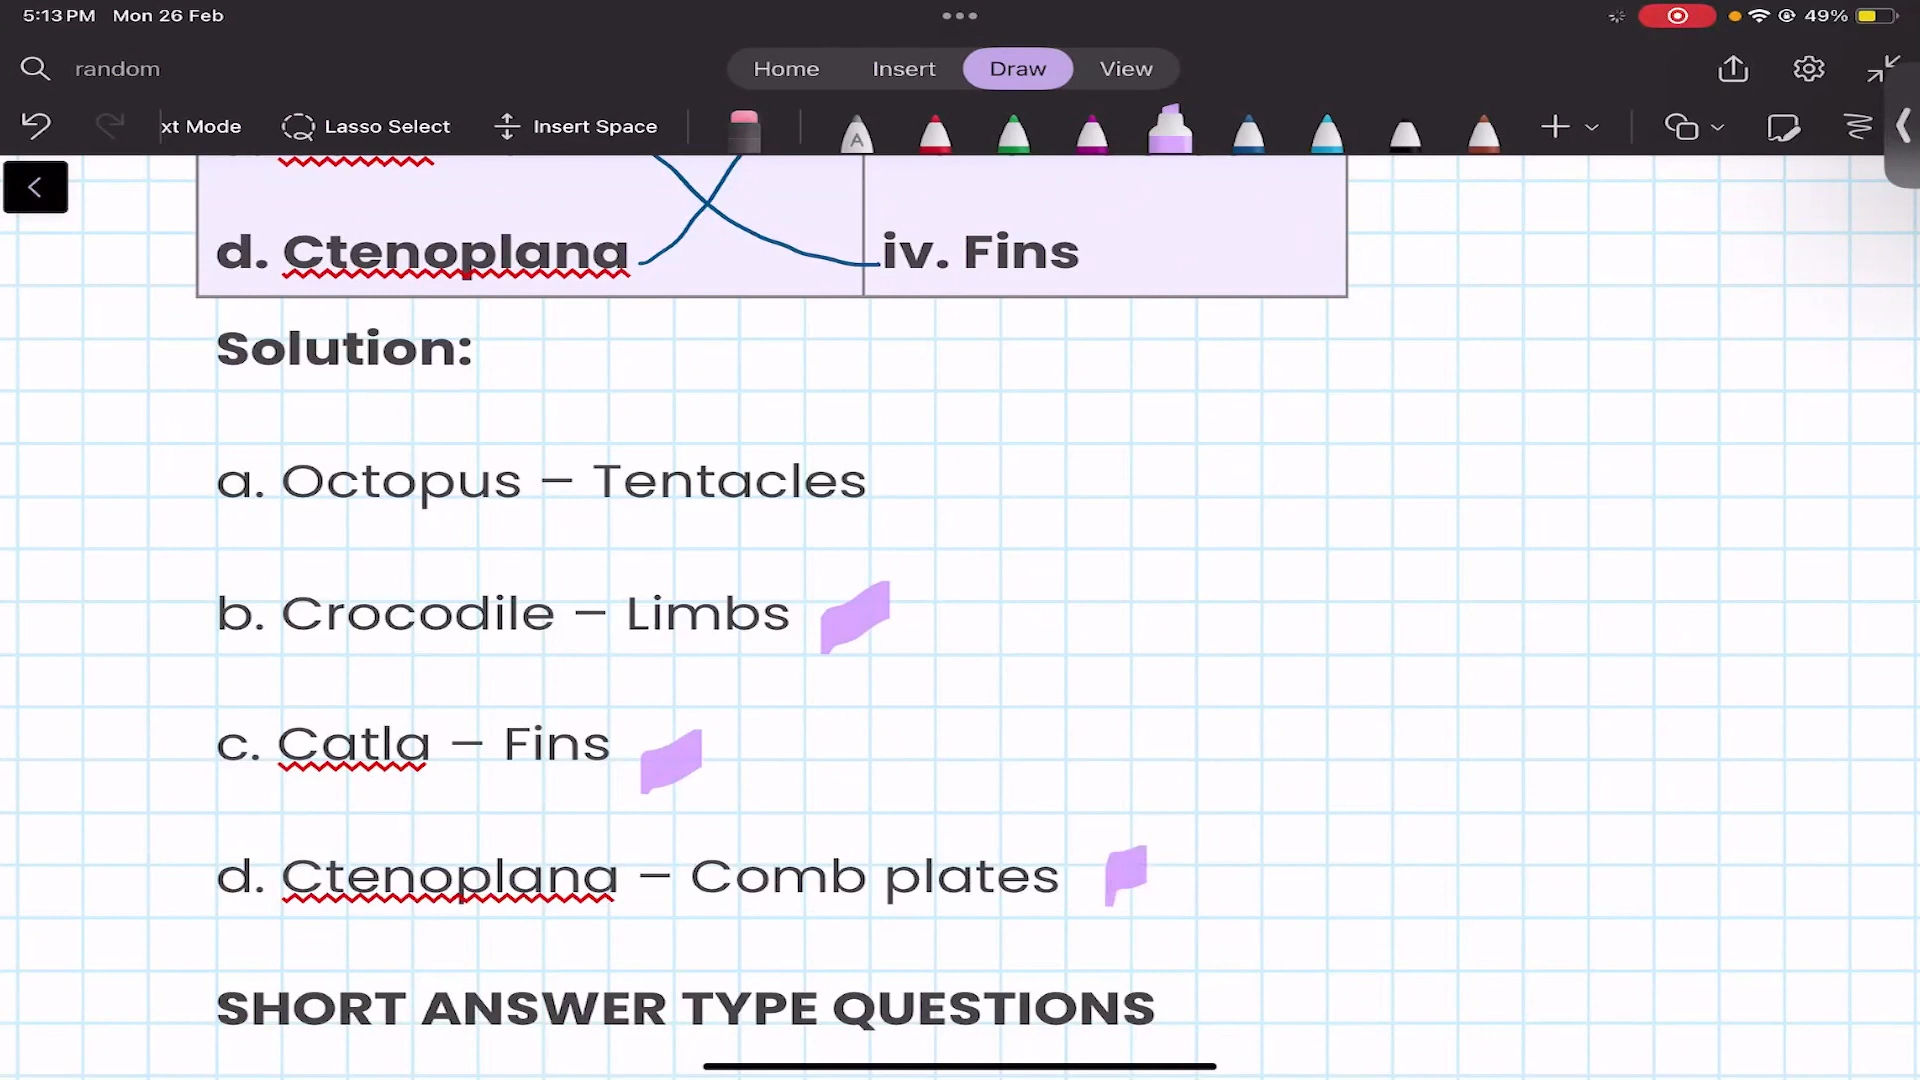 5:13 PM Mon 26 Feb
49%
random
Home Insert Draw View
xt Mode Lasso Select Insert Space
A
d. Ctenoplana iv. Fins
Solution:
a. Octopus – Tentacles
b. Crocodile – Limbs
c. Catla – Fins
d. Ctenoplana – Comb plates
SHORT ANSWER TYPE QUESTIONS